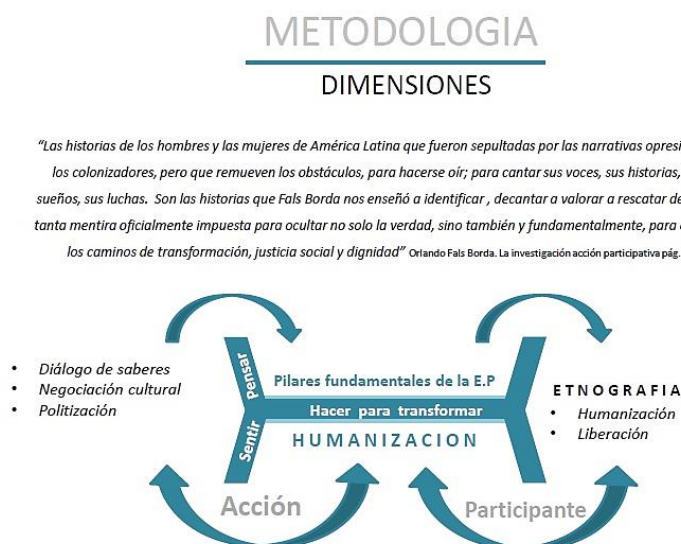 METODOLOGIA
DIMENSIONES
“Las historias de los hombres y las mujeres de América Latina que fueron sepultadas por las narrativas
los colonizadores, pero que remueven los obstáculos, para hacerse oír; para cantar sus voces, sus historias,
sueños, sus luchas. Son las historias que Fals Borda nos enseñó a identificar , decantar a valorar a rescatar
tanta mentira oficialmente impuesta para ocultar no solo la verdad, sino también y fundamentalmente, para
los caminos de transformación, justicia social y dignidad” Orlando Fals Borda. La investigación acción participativa pág.
• Diálogo de saberes
• Negociación cultural
• Politización
Pensar
Sentir
Pilares fundamentales de la E.P
Hacer para transformar
HUMANIZACION
ETNOGRAFIA
• Humanización
• Liberación
Acción
Participante